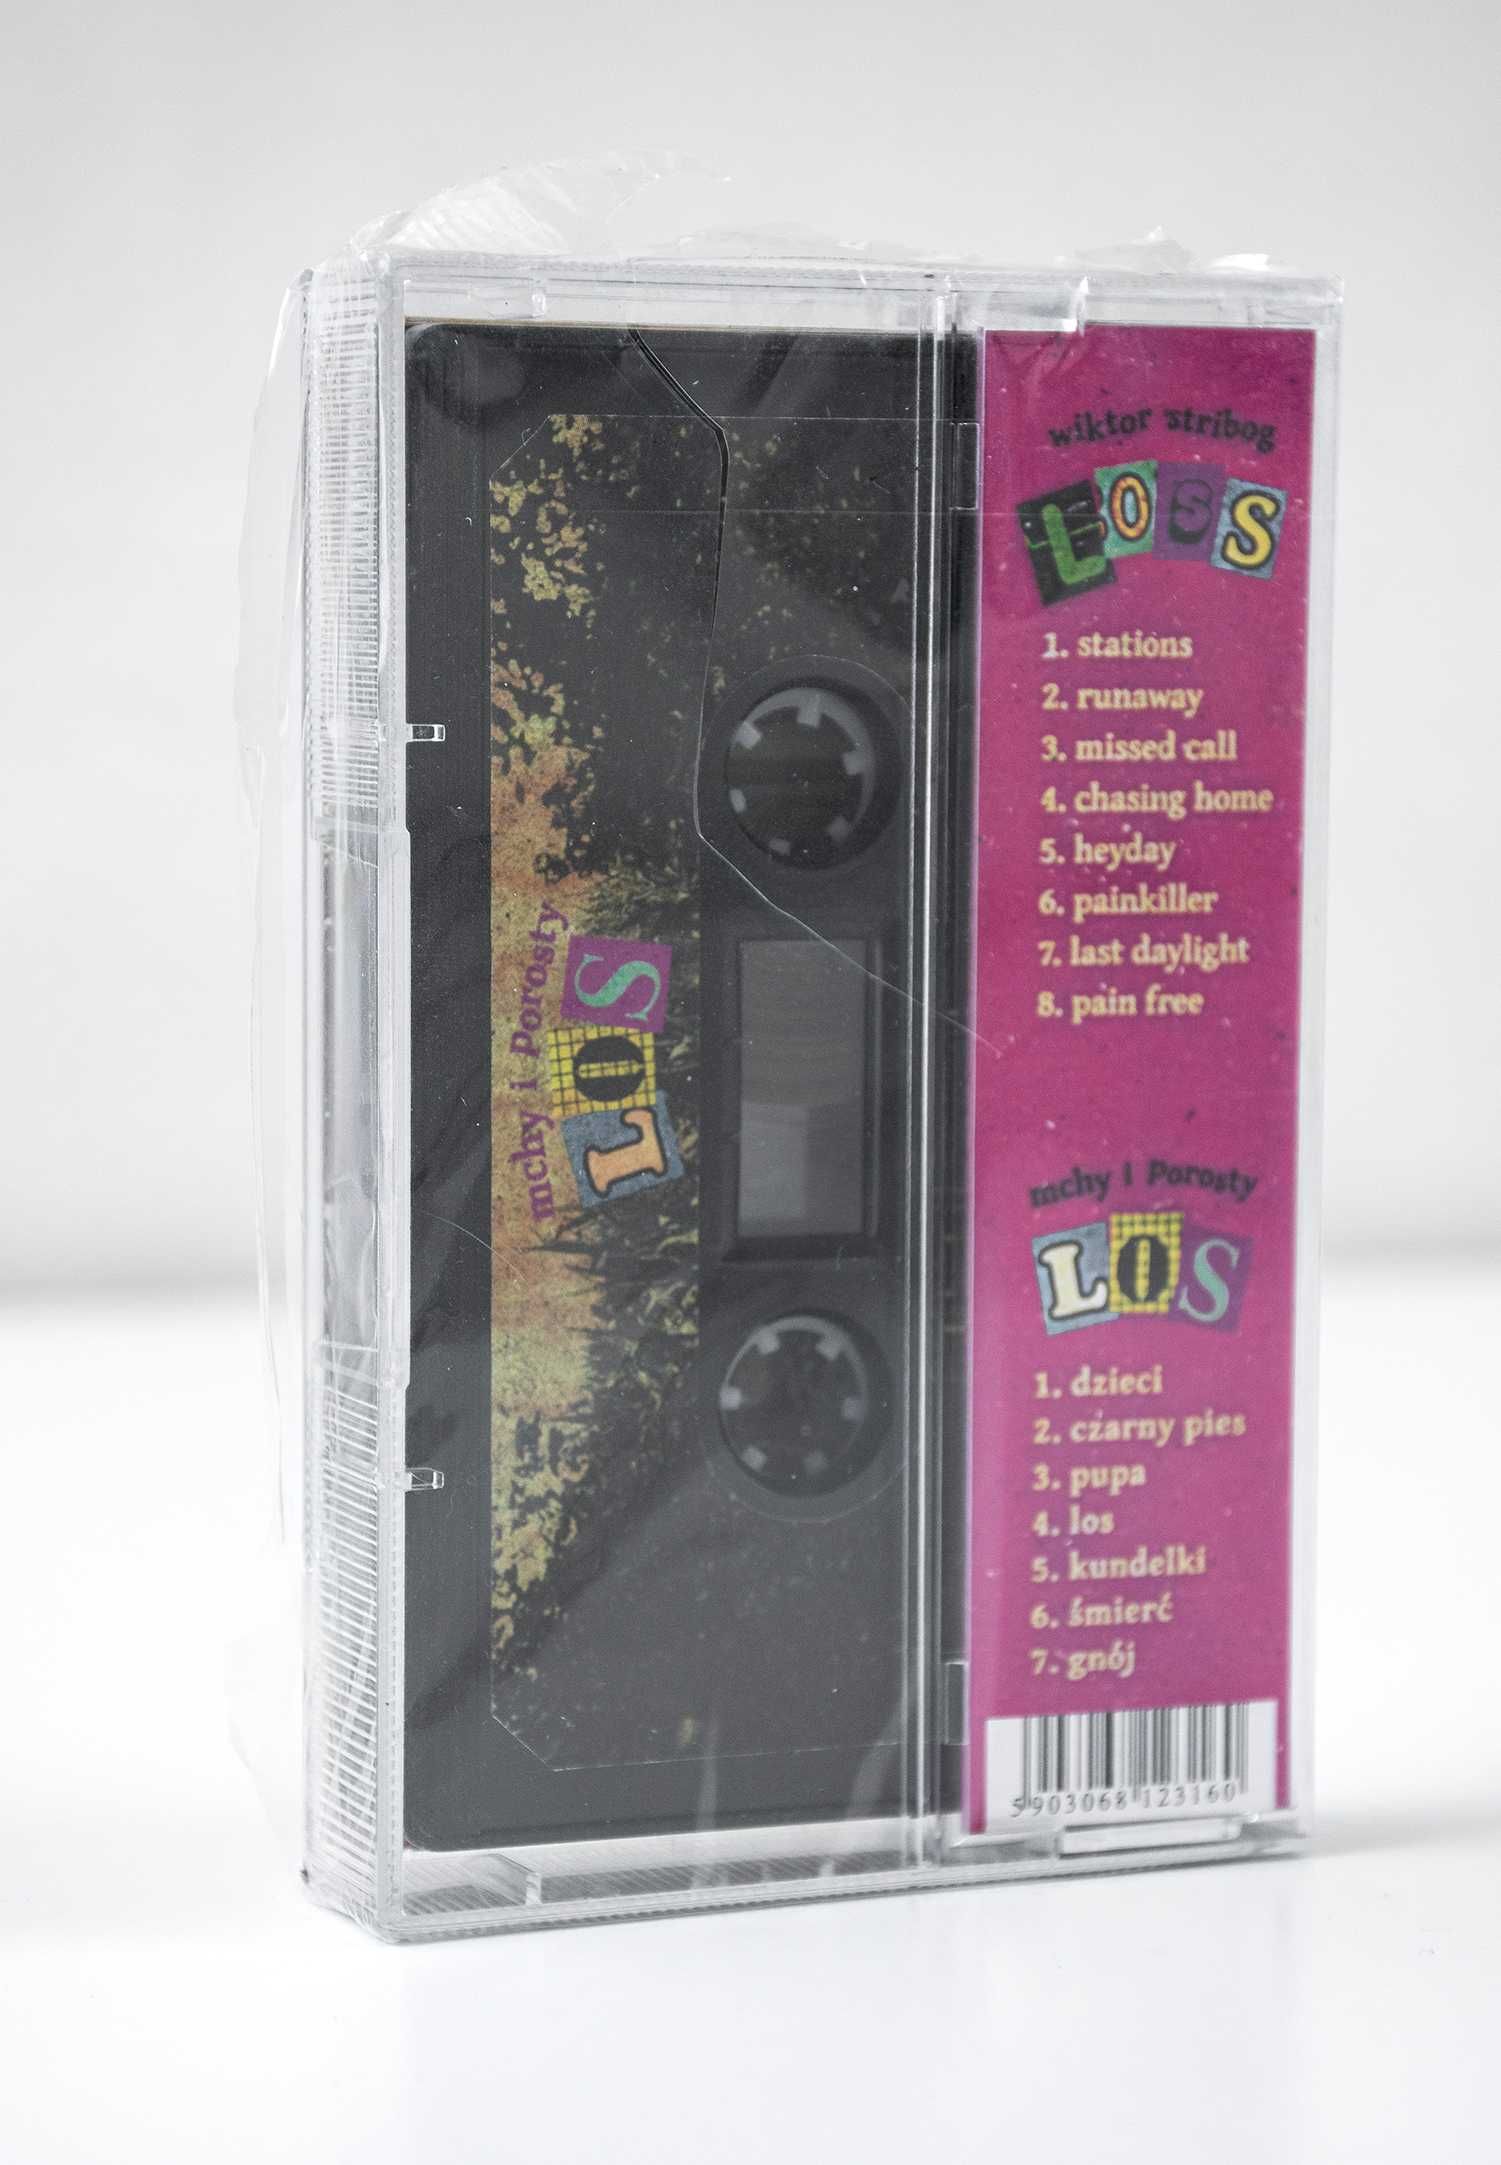 mchy i Porosty
LOS
wiktor stribog
LOSS
1. stations
2. runaway
3. missed call
4. chasing home
5. heyday
6. painkiller
7. last daylight
8. pain free
mchy i Porosty
LOS
1. dzieci
2. czarny pies
3. pupa
4. los
5. kundelki
6. śmierć
7. gnój
5 903068 123160